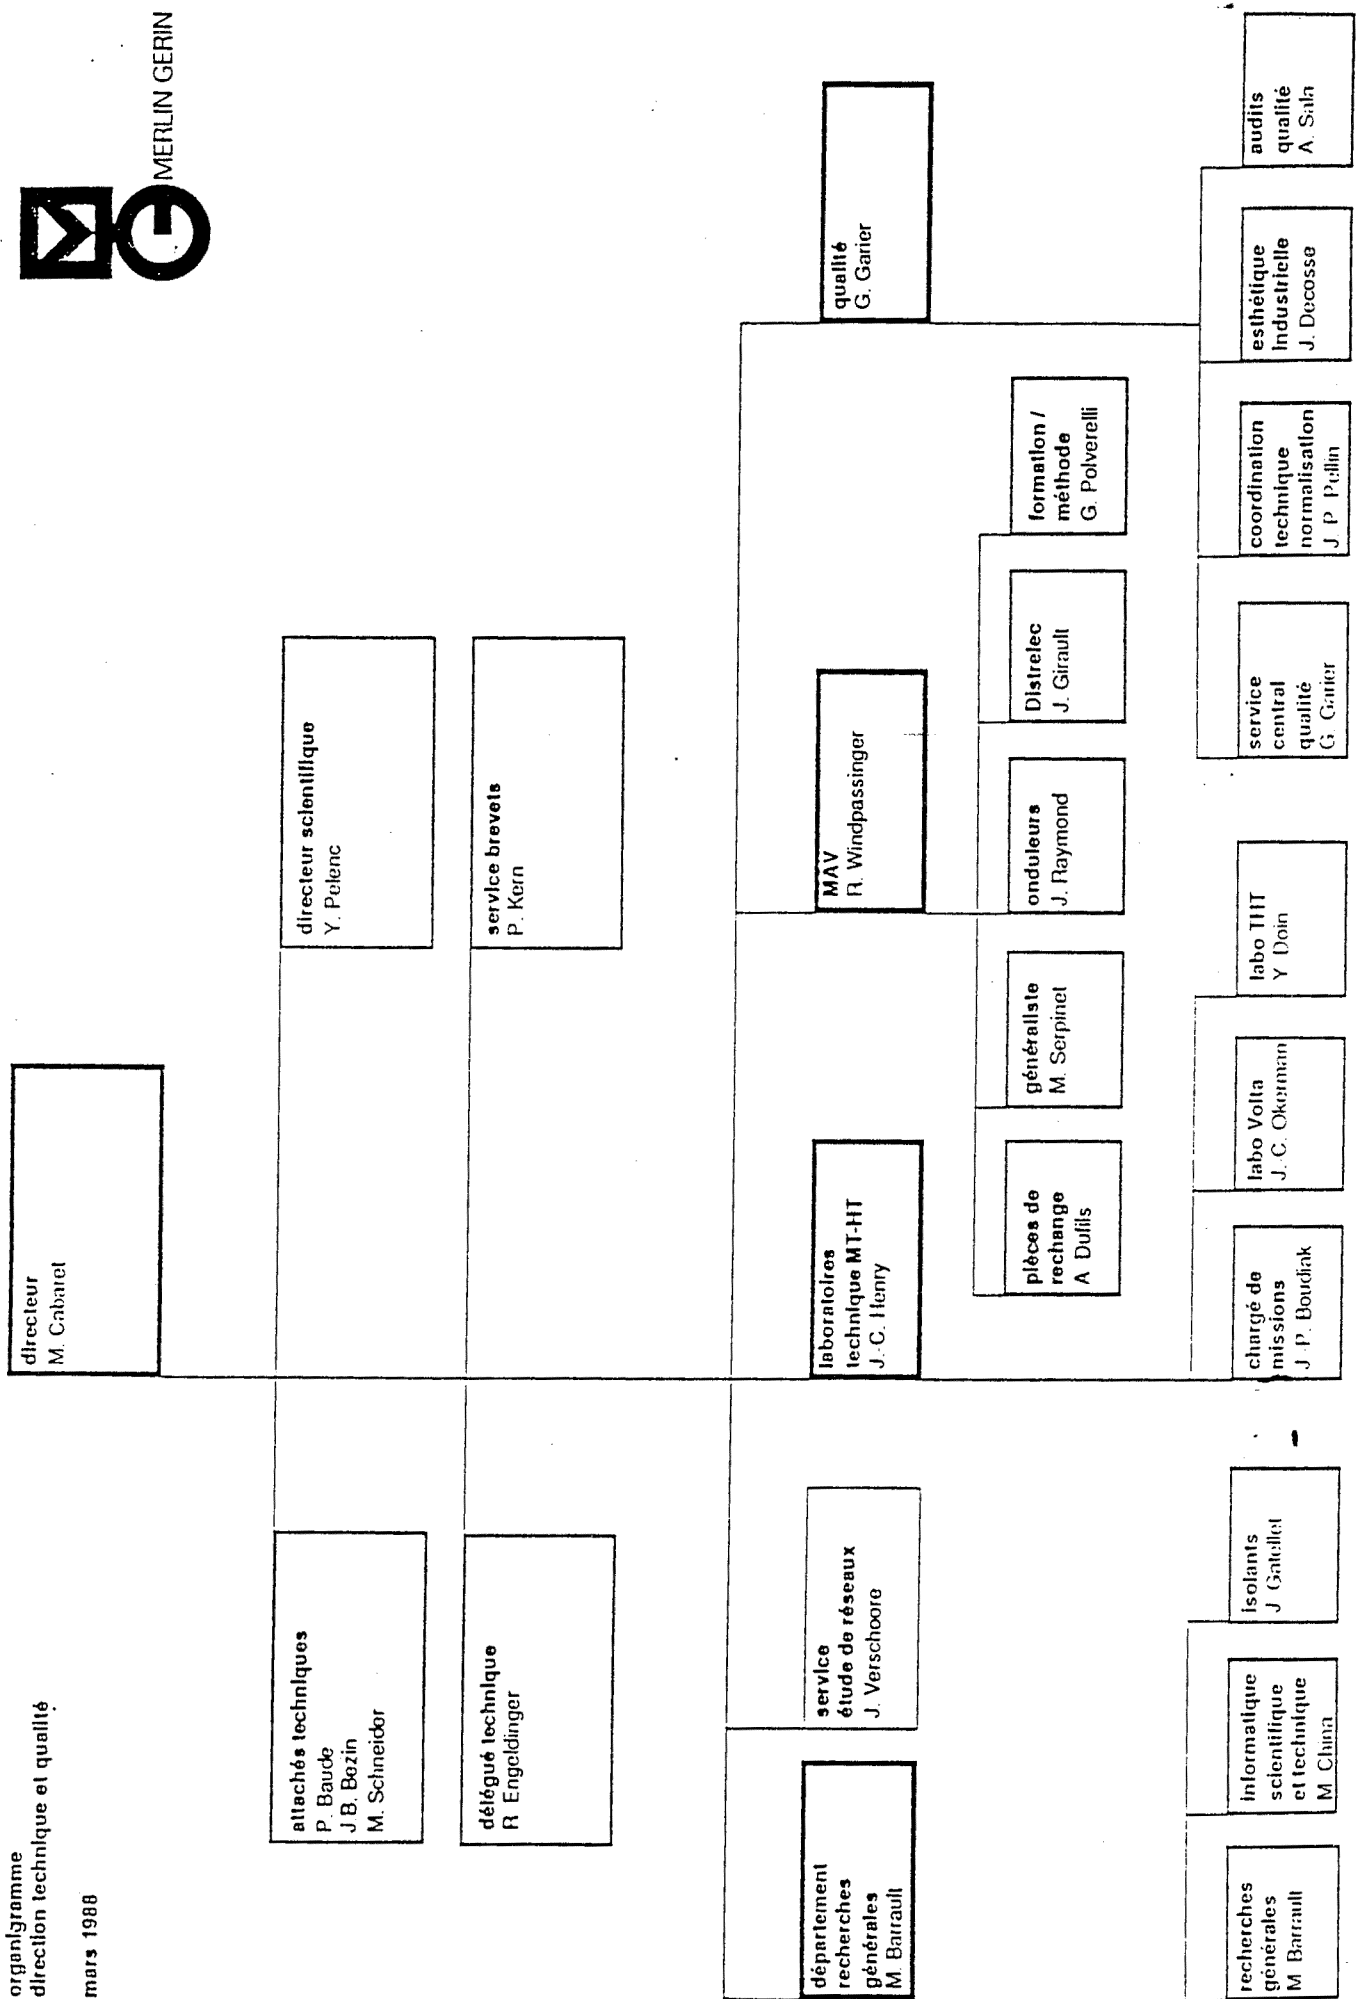 organigramme
direction technique et qualité
mars 1988
MERLIN GERIN
directeur
M. Cabaret
attachés techniques
P. Baude
J.B. Bezin
M. Schneider
directeur scientifique
Y. Pelenc
délégué technique
R Engeldinger
service brevets
P. Kern
département
recherches
générales
M. Barrault
service
étude de réseaux
J. Verschoore
laboratoires
technique MT-HT
J.-C. Henry
MAV
R. Windpassinger
qualité
G. Garier
pièces de
rechange
A Dufils
généraliste
M. Serpinet
onduleurs
J. Raymond
Distrelec
J. Girault
formation /
méthode
G. Polverelli
recherches
générales
M Barrault
informatique
scientifique
et technique
M China
isolants
J Gatellet
chargé de
missions
J-P. Boudiak
labo Volta
J.-C. Okerman
labo THT
Y Doin
service
central
qualité
G. Garier
coordination
technique
normalisation
J. P Pellin
esthétique
industrielle
J. Decosse
audits
qualité
A. Sala